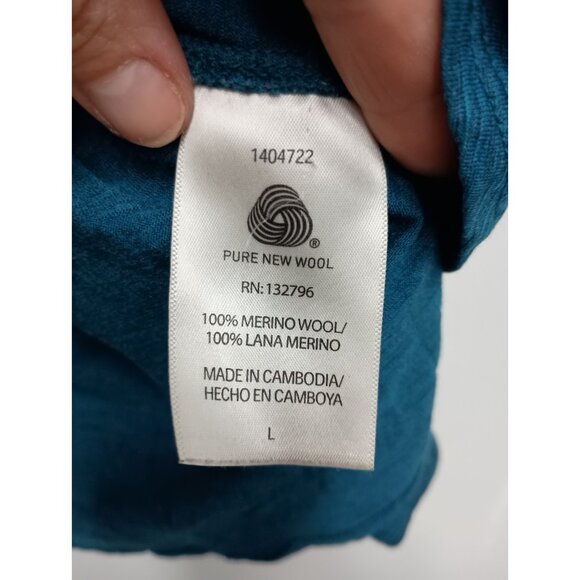 1404722
®
PURE NEW WOOL
RN: 132796
100% MERINO WOOL/
100% LANA MERINO
MADE IN CAMBODIA/
HECHO EN CAMBOYA
L